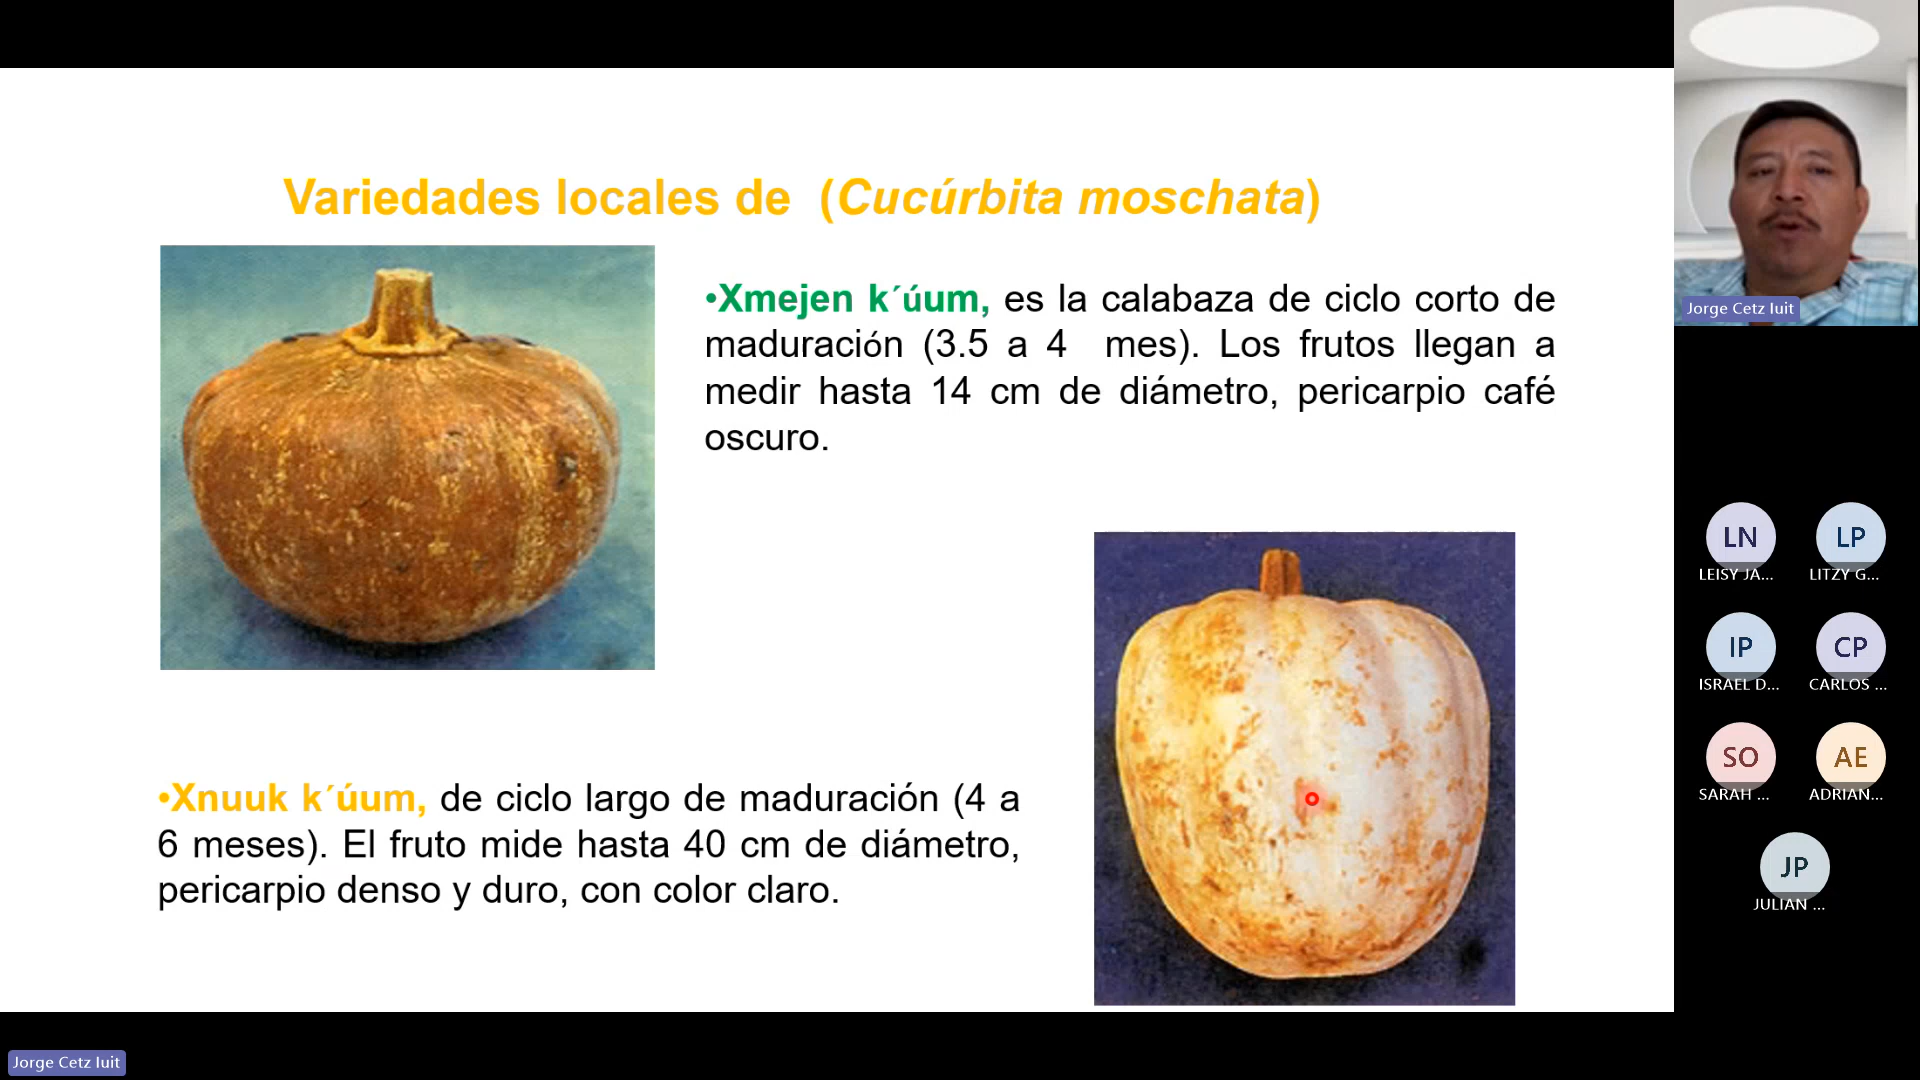 Variedades locales de (Cucúrbita moschata)
•Xmejen k´úum, es la calabaza de ciclo corto de
maduración (3.5 a 4 mes). Los frutos llegan a
medir hasta 14 cm de diámetro, pericarpio café
oscuro.
•Xnuuk k´úum, de ciclo largo de maduración (4 a
6 meses). El fruto mide hasta 40 cm de diámetro,
pericarpio denso y duro, con color claro.
Jorge Cetz Iuit
Jorge Cetz Iuit
LN
LEISY JA...
LP
LITZY G...
IP
ISRAEL D...
CP
CARLOS ...
SO
SARAH ...
AE
ADRIAN...
JP
JULIAN ...